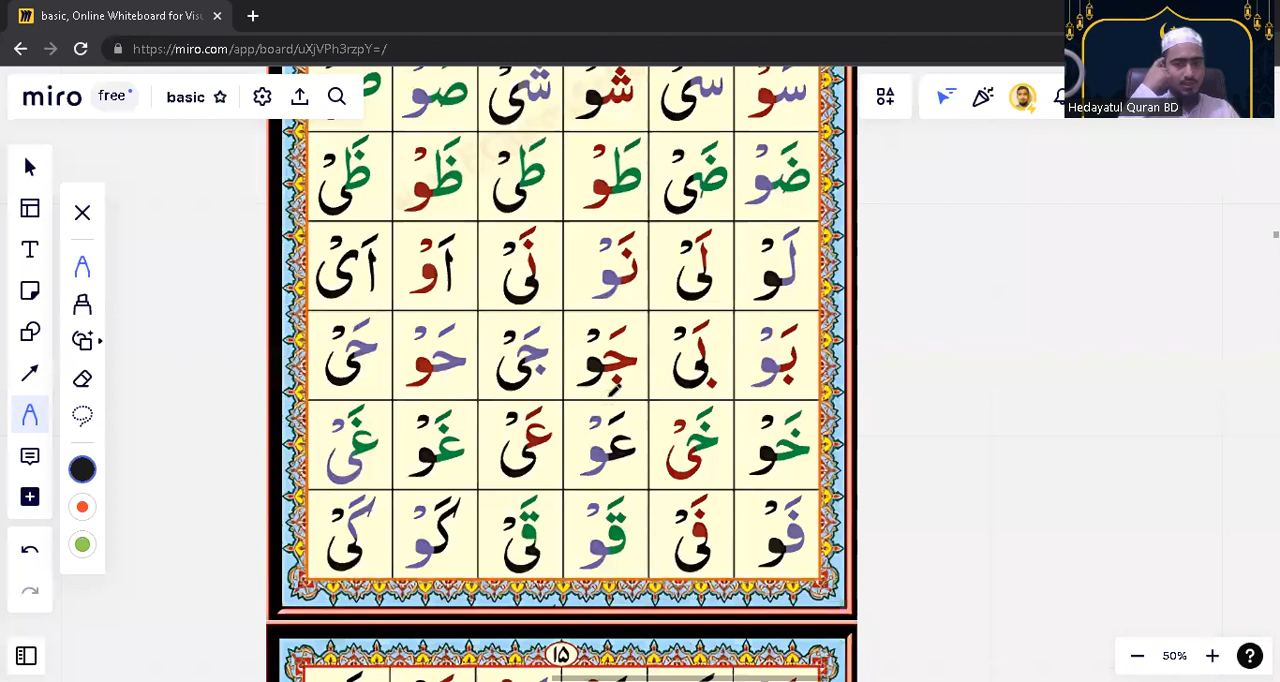 basic, Online Whiteboard for Visu
https://miro.com/app/board/uXjVPh3rzpY=/
miro free basic
Hedayatul Quran BD
سَوْ سَیْ شَوْ شَیْ صَوْ
ضَوْ ضَیْ طَوْ طَیْ ظَوْ ظَیْ
لَوْ لَیْ نَوْ نَیْ اَوْ اَیْ
بَوْ بَیْ جَوْ جَیْ حَوْ حَیْ
خَوْ خَیْ عَوْ عَیْ غَوْ غَیْ
فَوْ فَیْ قَوْ قَیْ کَوْ کَیْ
۱۵
50%